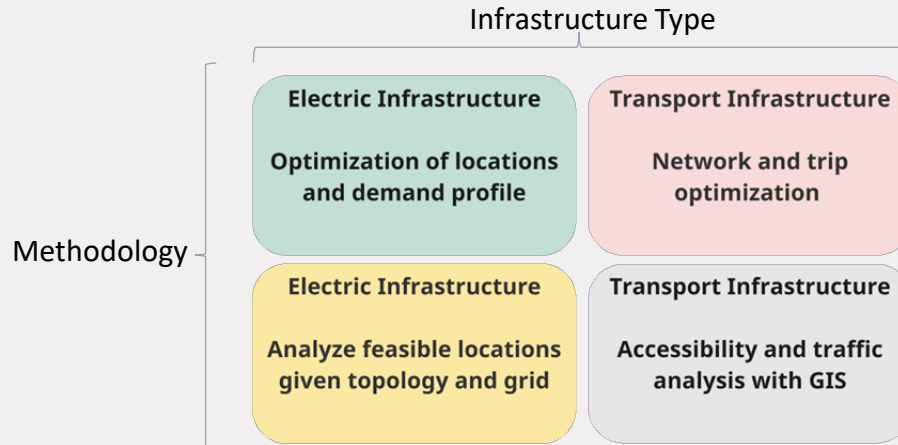 Infrastructure Type
Electric Infrastructure
Optimization of locations
and demand profile
Transport Infrastructure
Network and trip
optimization
Methodology
Electric Infrastructure
Analyze feasible locations
given topology and grid
Transport Infrastructure
Accessibility and traffic
analysis with GIS